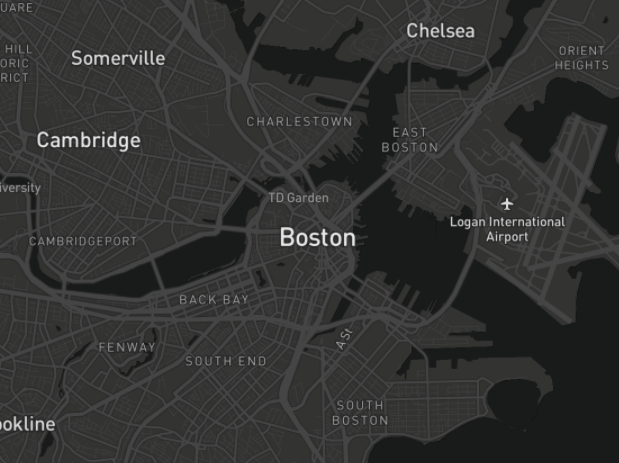 UARE
Chelsea
HILL
ORIC
RICT
Somerville
ORIENT
HEIGHTS
CHARLESTOWN
Cambridge
EAST
BOSTON
iversity
TD Garden
Logan International
Airport
Boston
CAMBRIDGEPORT
BACK BAY
A St
FENWAY
SOUTH END
SOUTH
BOSTON
okline